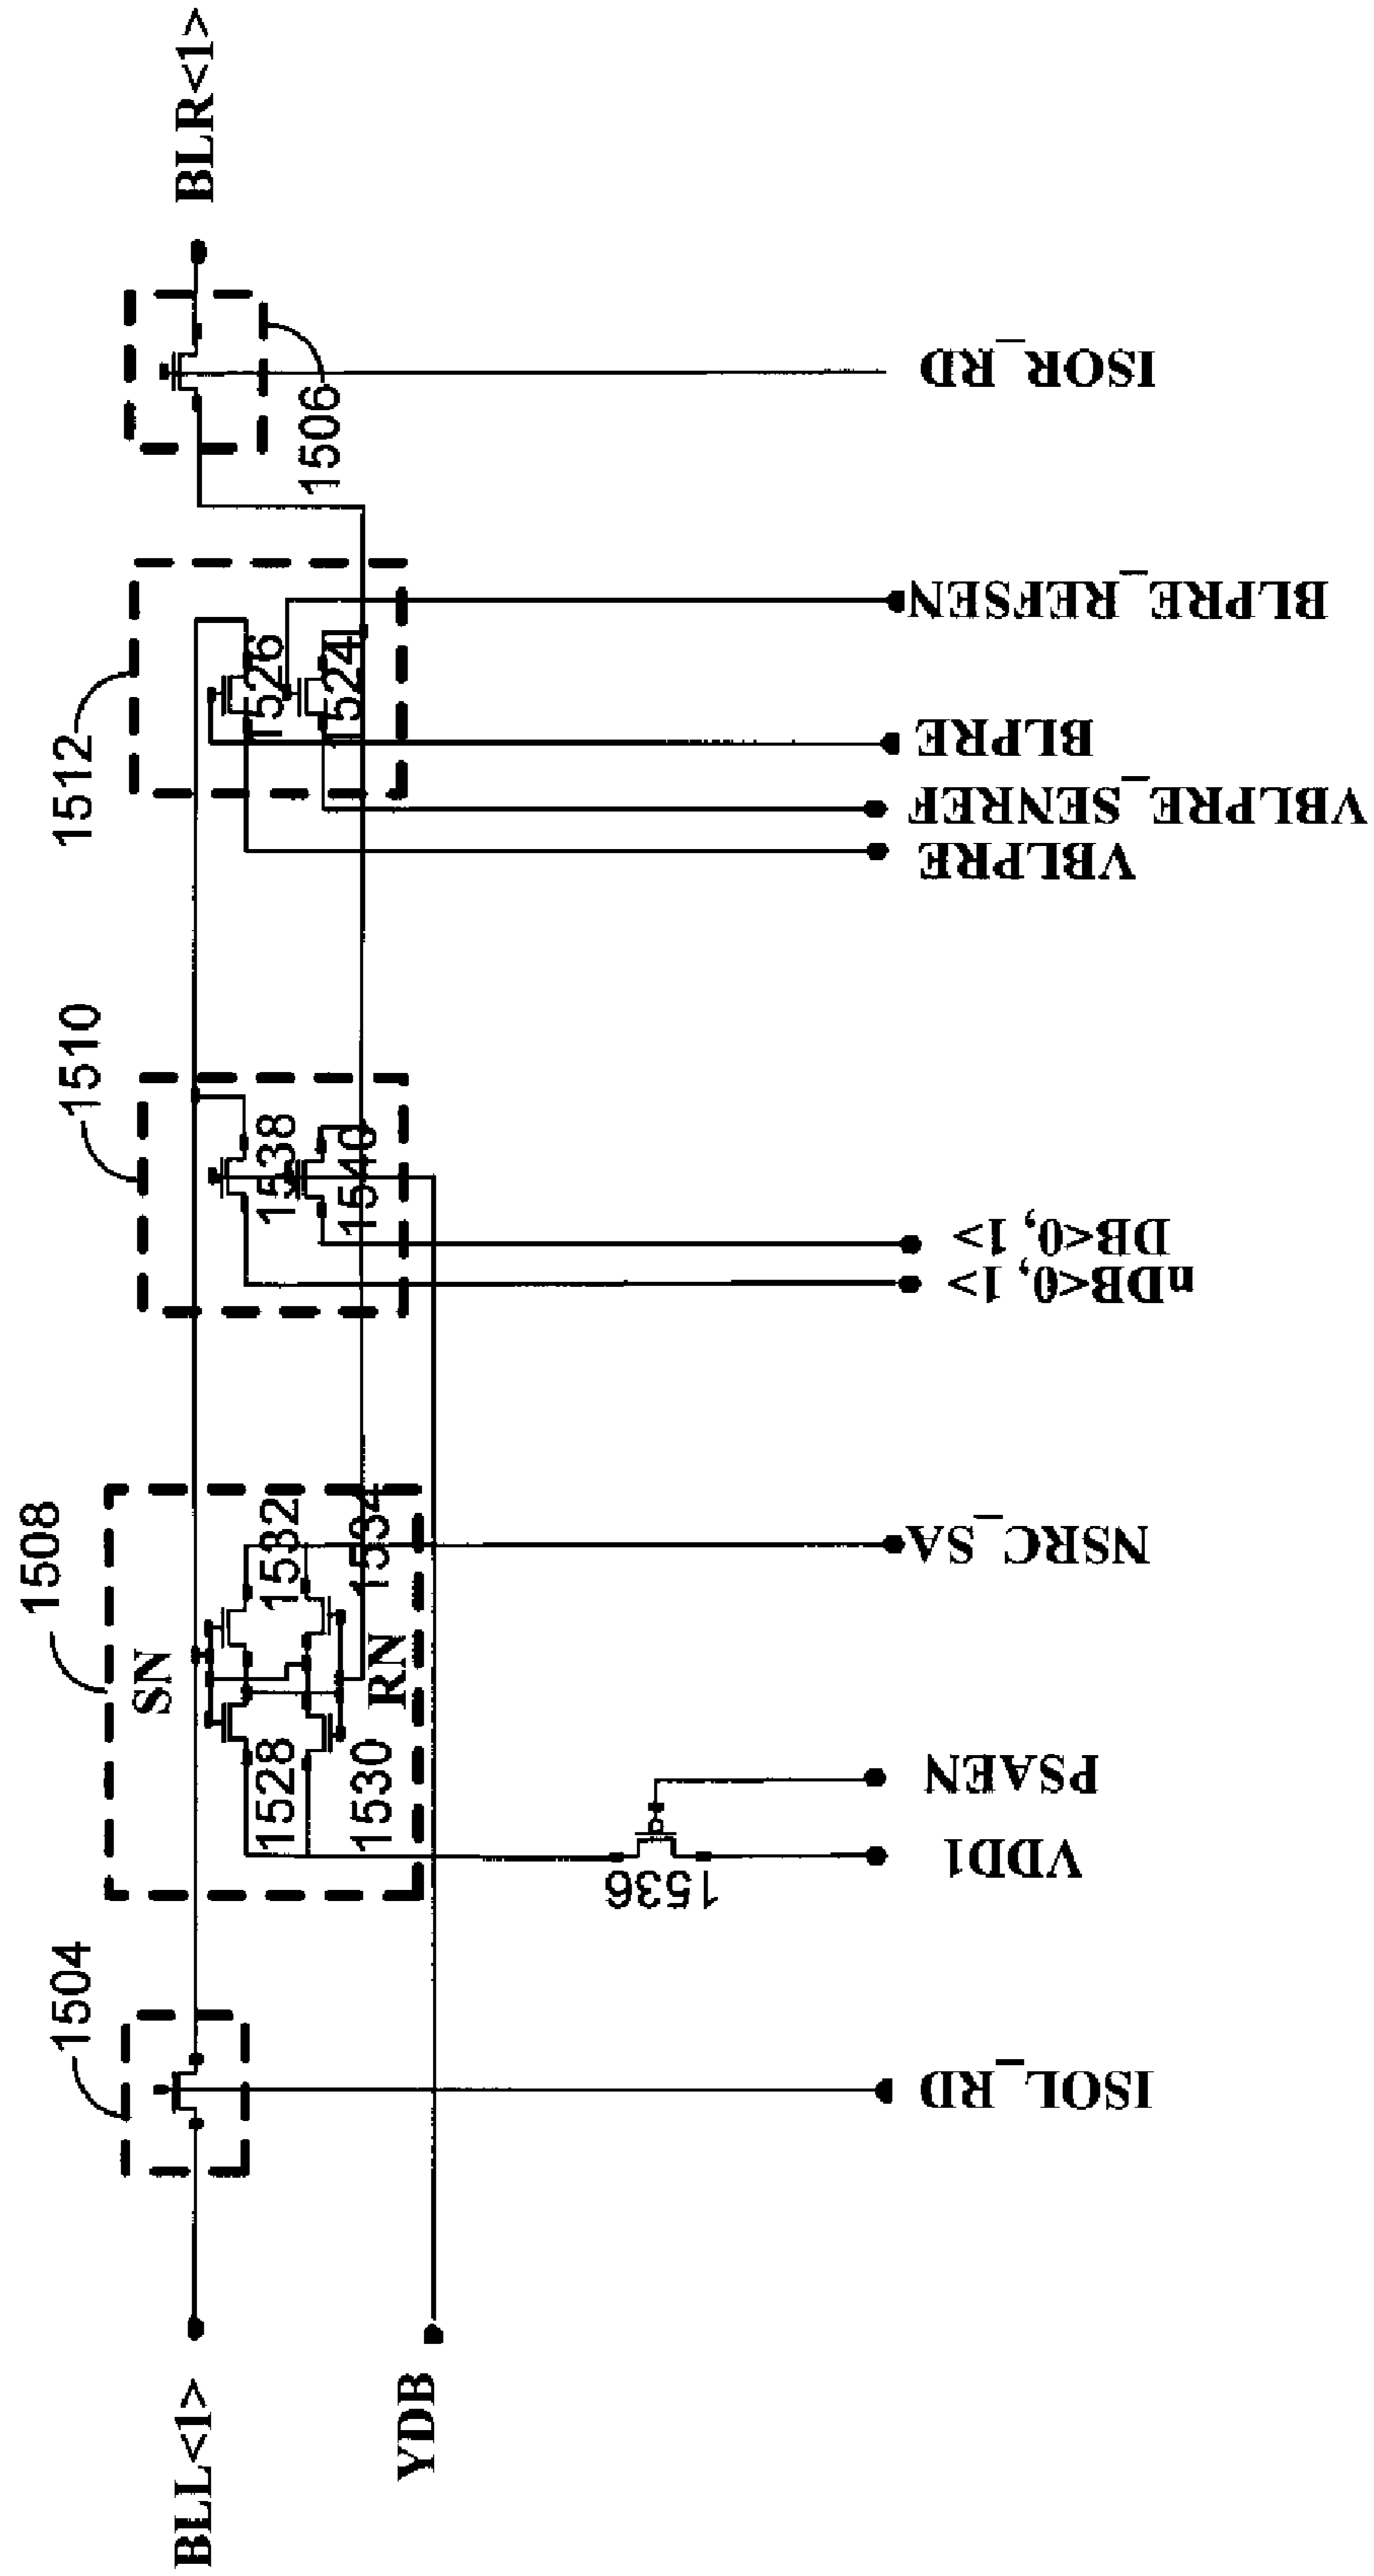 BLR<1>
1506
ISOR_RD
1512
1526
1524
BLPRE_REFSEN
BLPRE
VBLPRE_SENREF
VBLPRE
1510
1538
1540
DB<0, 1>
nDB<0, 1>
1508
SN
1532
1534
RN
1528
1530
NSRC_SA
PSAEN
VDD1
1536
1504
ISOL_RD
BLL<1>
YDB